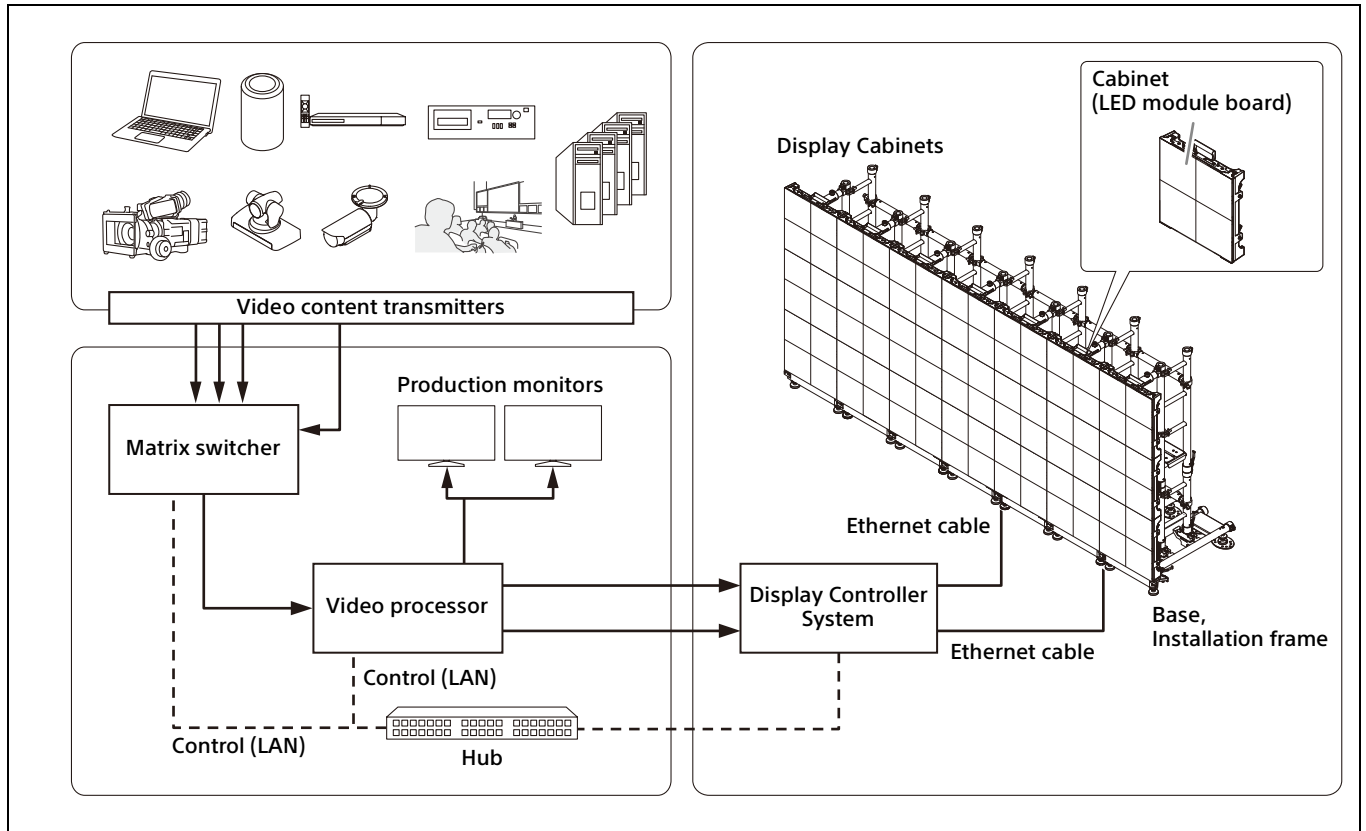 Video content transmitters
Production monitors
Matrix switcher
Video processor
Control (LAN)
Control (LAN)
Hub
Cabinet
(LED module board)
Display Cabinets
Ethernet cable
Display Controller
System
Ethernet cable
Base,
Installation frame